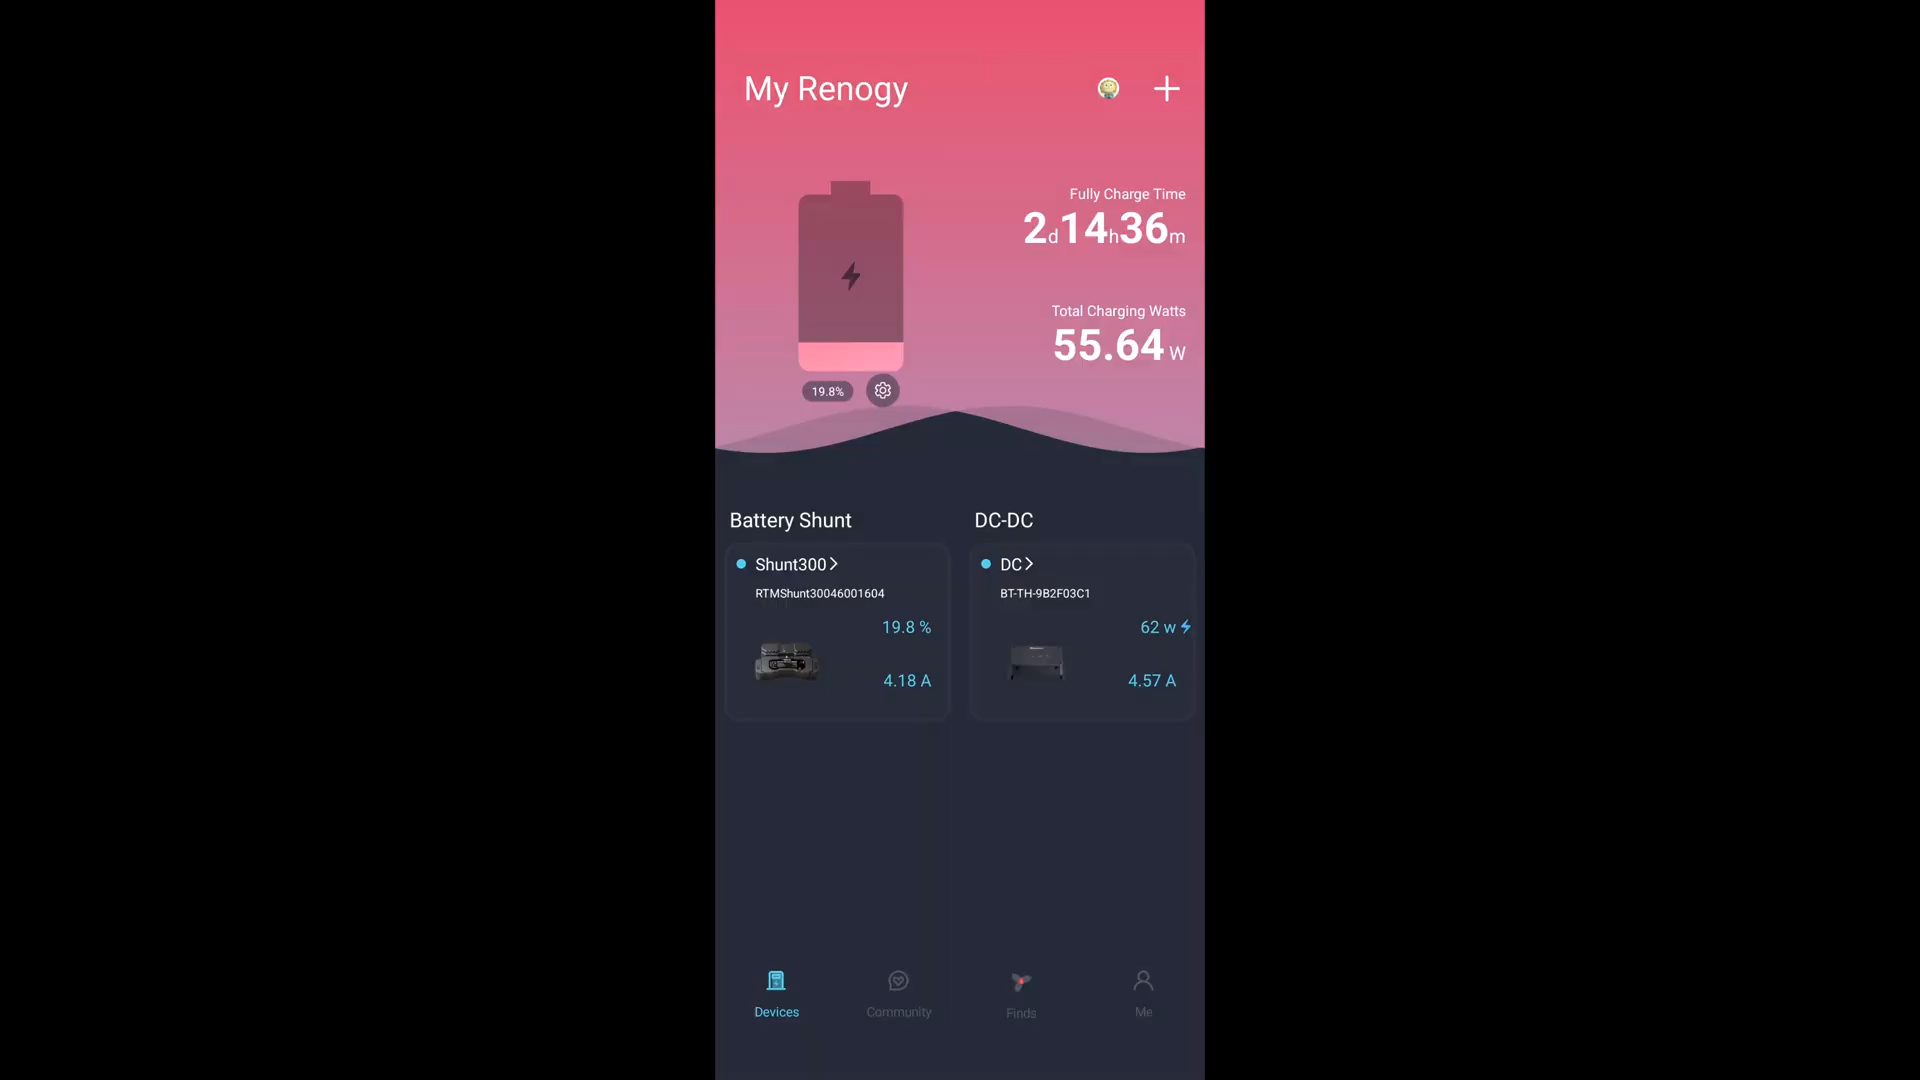 My Renogy
Fully Charge Time
2d14h36m
Total Charging Watts
55.64 W
19.8%
Battery Shunt
DC-DC
Shunt300
RTMShunt30046001604
19.8 %
4.18 A
DC
BT-TH-9B2F03C1
62 w
4.57 A
Devices
Community
Finds
Me